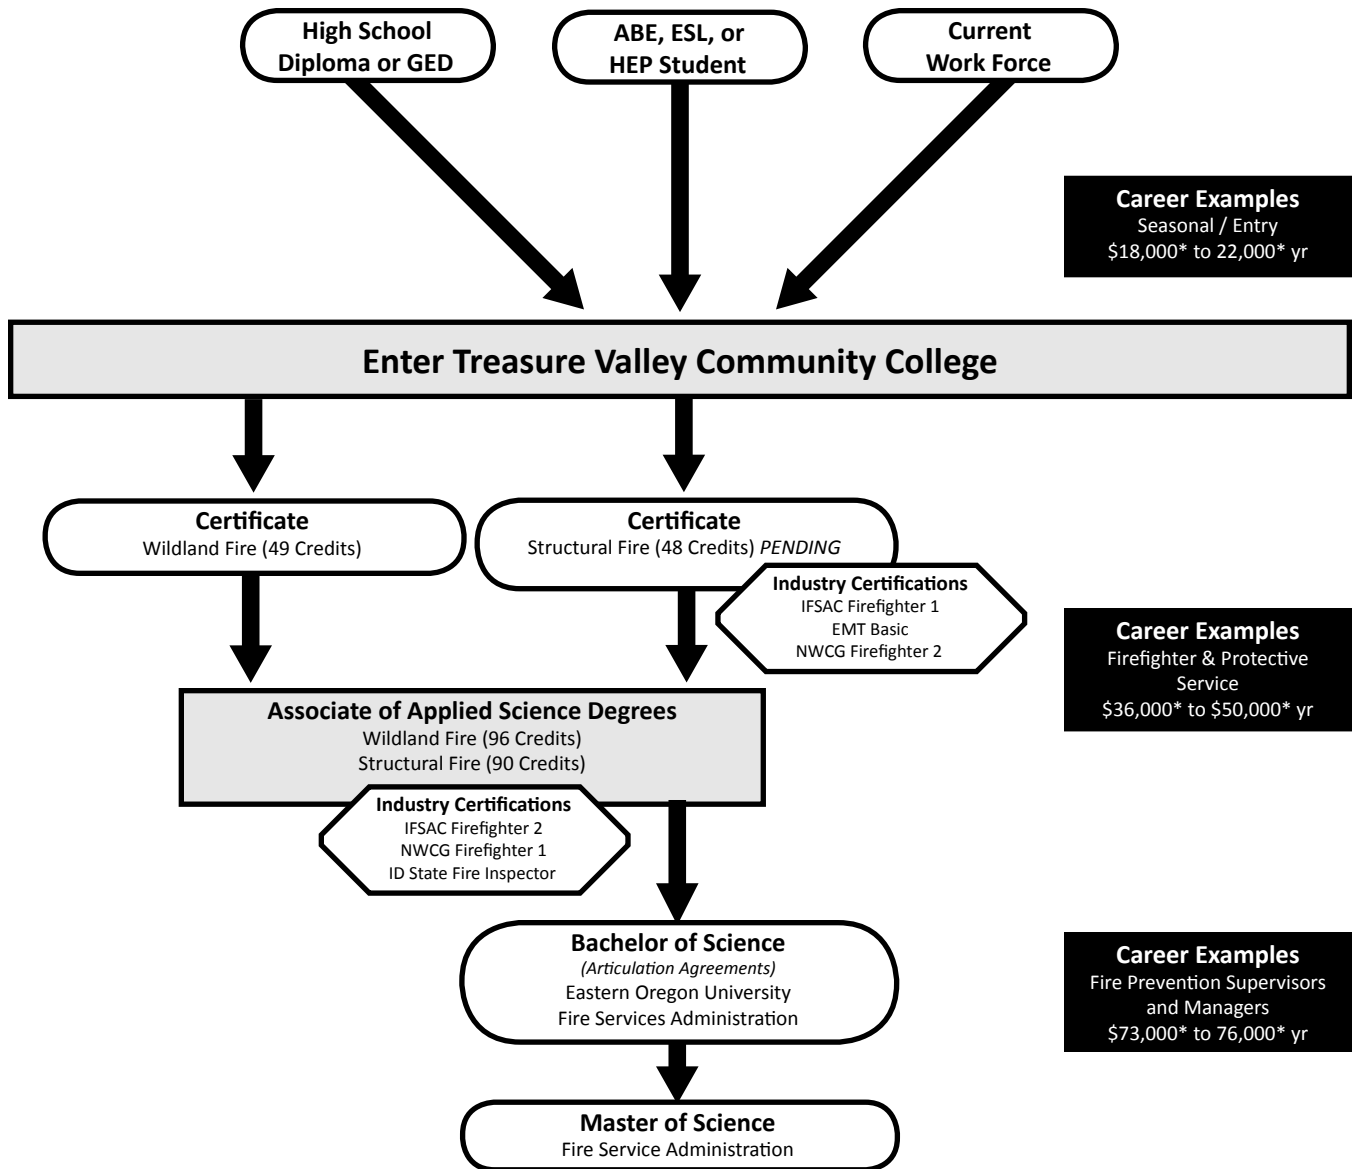 High School
Diploma or GED
ABE, ESL, or
HEP Student
Current
Work Force
Career Examples
Seasonal / Entry
$18,000* to 22,000* yr
Enter Treasure Valley Community College
Certificate
Wildland Fire (49 Credits)
Certificate
Structural Fire (48 Credits) PENDING
Industry Certifications
IFSAC Firefighter 1
EMT Basic
NWCG Firefighter 2
Career Examples
Firefighter & Protective
Service
$36,000* to $50,000* yr
Associate of Applied Science Degrees
Wildland Fire (96 Credits)
Structural Fire (90 Credits)
Industry Certifications
IFSAC Firefighter 2
NWCG Firefighter 1
ID State Fire Inspector
Bachelor of Science
(Articulation Agreements)
Eastern Oregon University
Fire Services Administration
Career Examples
Fire Prevention Supervisors
and Managers
$73,000* to 76,000* yr
Master of Science
Fire Service Administration